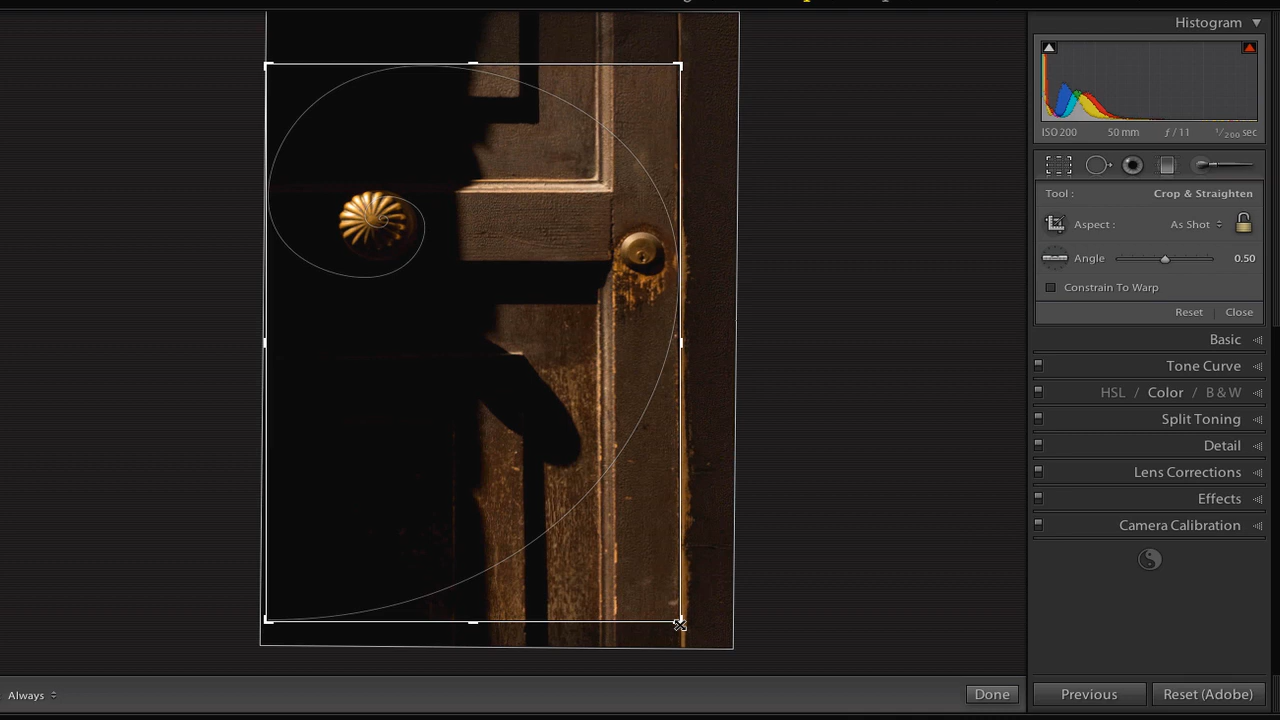 Histogram
ISO 200 50 mm ƒ / 11 1/200 sec
Tool : Crop & Straighten
Aspect : As Shot
Angle 0.50
Constrain To Warp
Reset Close
Basic
Tone Curve
HSL / Color / B & W
Split Toning
Detail
Lens Corrections
Effects
Camera Calibration
Always Done Previous Reset (Adobe)